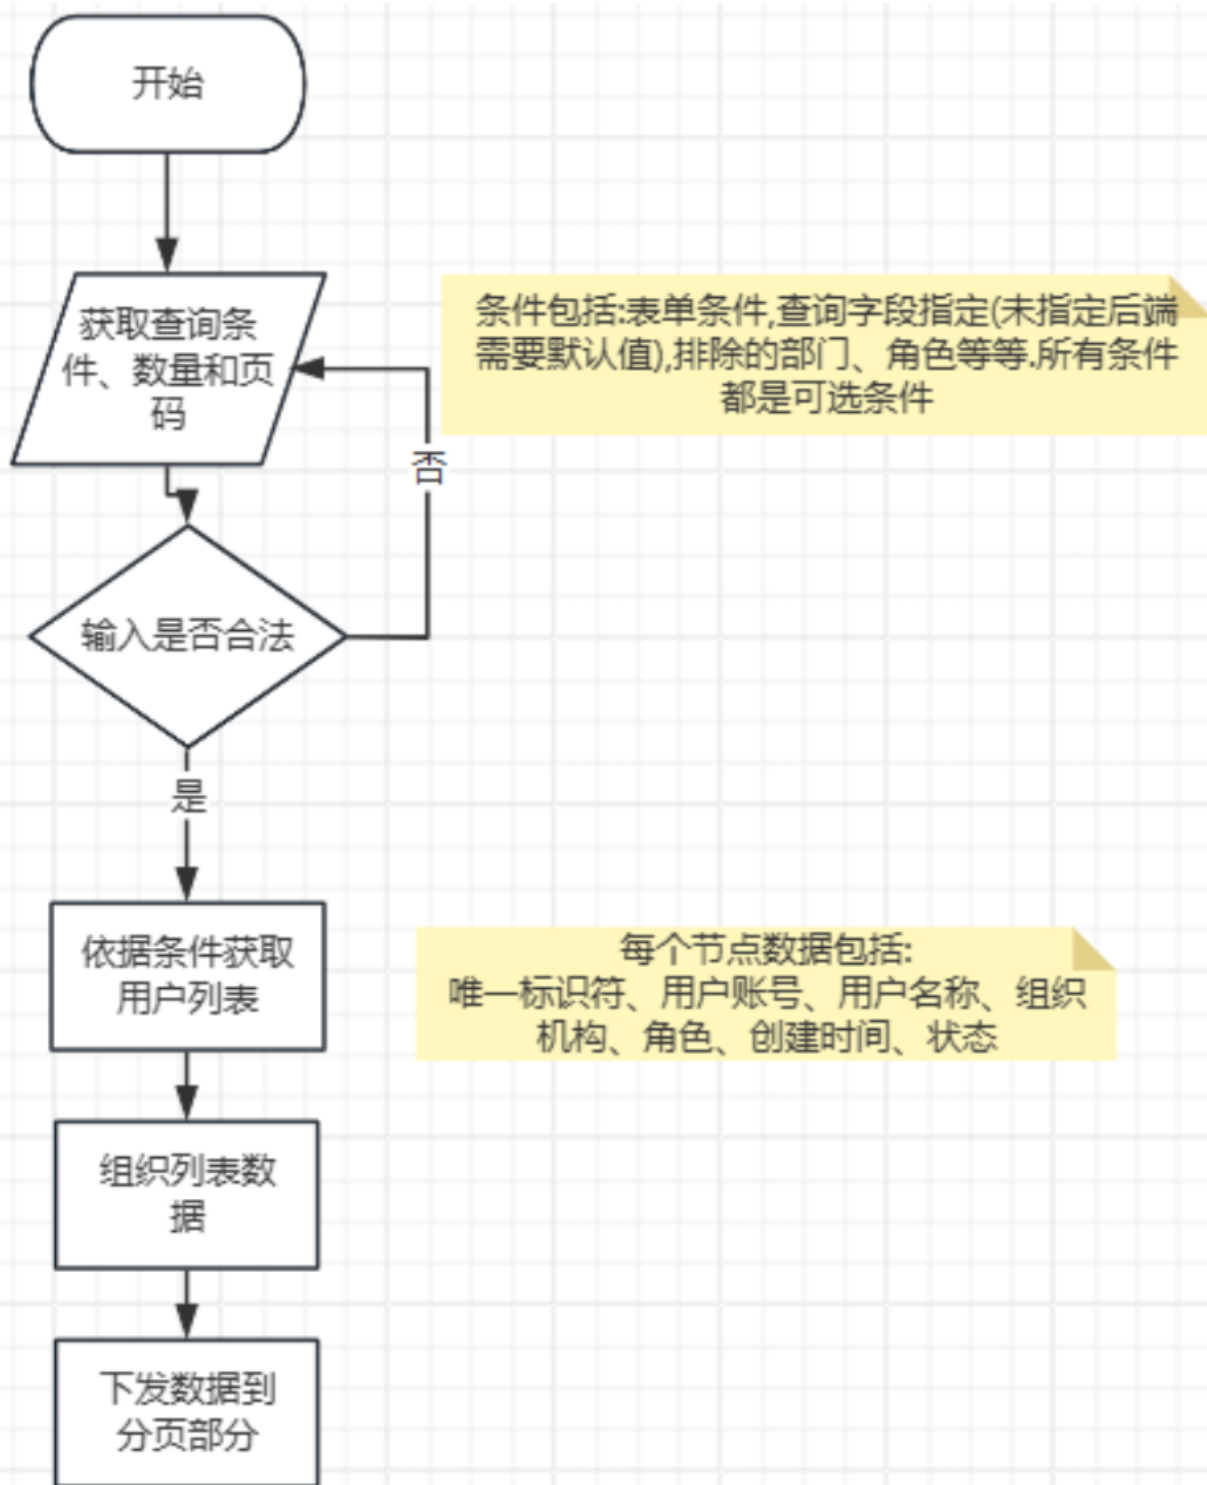 开始
获取查询条
件、数量和页
码
条件包括:表单条件,查询字段指定(未指定后端
需要默认值),排除的部门、角色等等.所有条件
都是可选条件
否
输入是否合法
是
依据条件获取
用户列表
每个节点数据包括:
唯一标识符、用户账号、用户名称、组织
机构、角色、创建时间、状态
组织列表数
据
下发数据到
分页部分